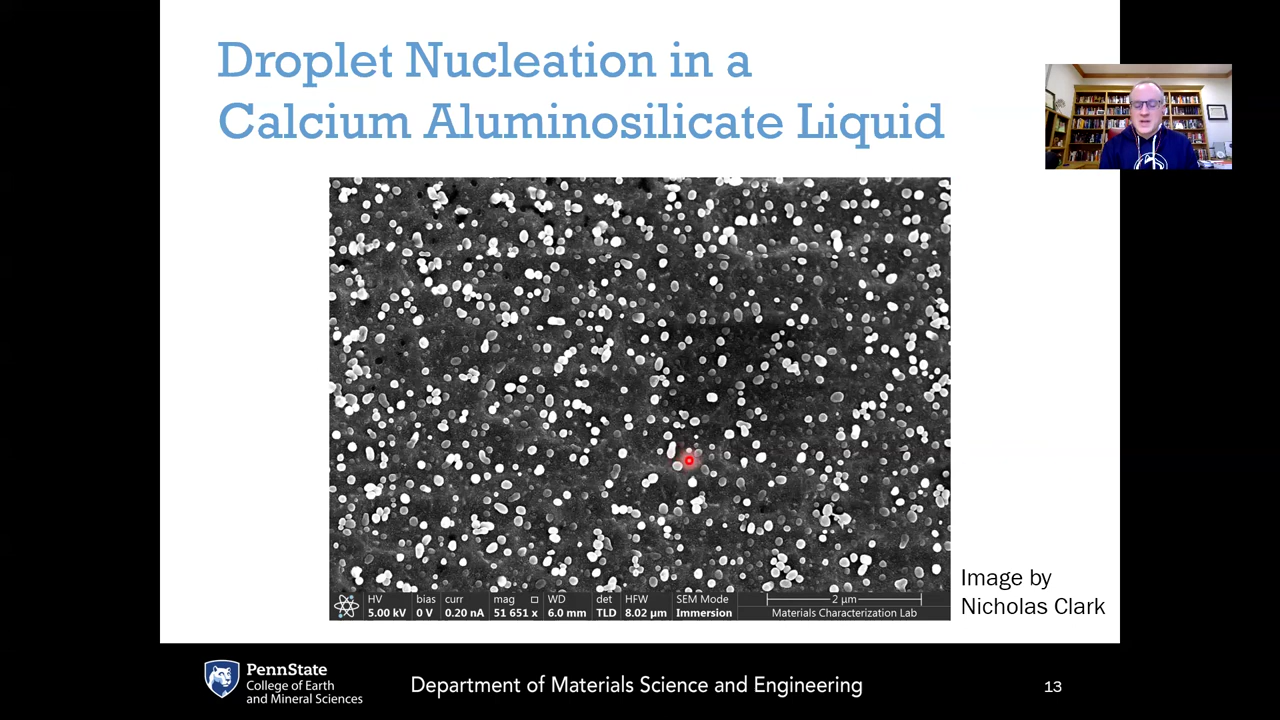 Droplet Nucleation in a
Calcium Aluminosilicate Liquid
HV bias curr mag WD det HFW SEM Mode 2 µm
5.00 kV 0 V 0.20 nA 51 651 x 6.0 mm TLD 8.02 µm Immersion Materials Characterization Lab
Image by
Nicholas Clark
PennState
College of Earth
and Mineral Sciences
Department of Materials Science and Engineering
13